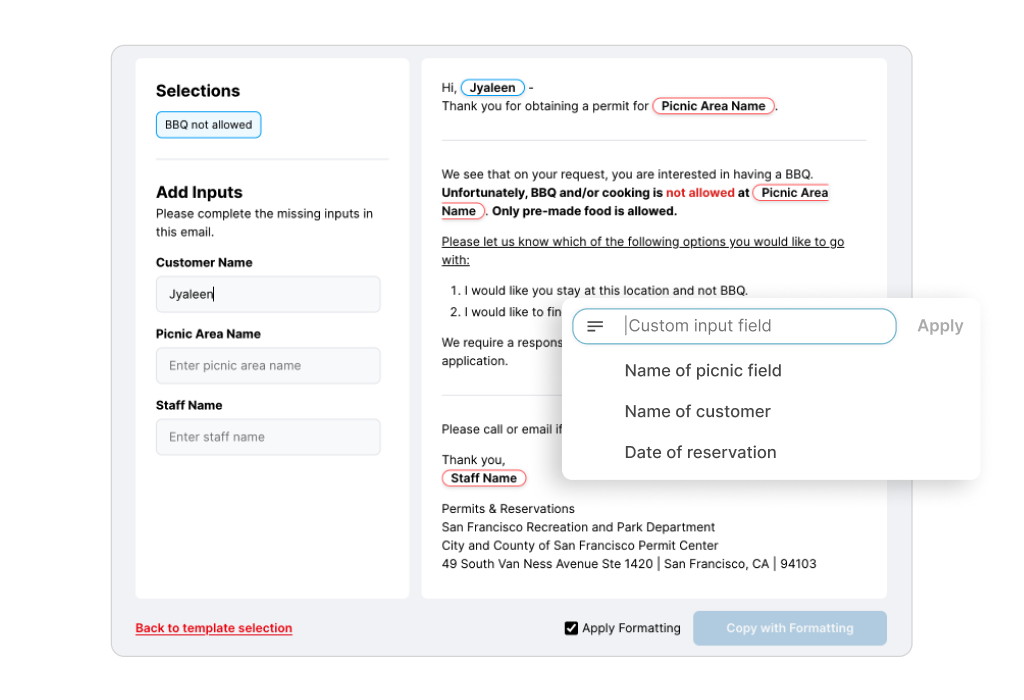 Selections
BBQ not allowed
Add Inputs
Please complete the missing inputs in
this email.
Customer Name
Jyaleen
Picnic Area Name
Enter picnic area name
Staff Name
Enter staff name
Hi, Jyaleen -
Thank you for obtaining a permit for Picnic Area Name.
We see that on your request, you are interested in having a BBQ.
Unfortunately, BBQ and/or cooking is not allowed at Picnic Area
Name. Only pre-made food is allowed.
Please let us know which of the following options you would like to go
with:
1. I would like you stay at this location and not BBQ.
2. I would like to fin
We require a respons
application.
Please call or email if
Thank you,
Staff Name
Permits & Reservations
San Francisco Recreation and Park Department
City and County of San Francisco Permit Center
49 South Van Ness Avenue Ste 1420 | San Francisco, CA | 94103
Custom input field
Apply
Name of picnic field
Name of customer
Date of reservation
Back to template selection
Apply Formatting
Copy with Formatting